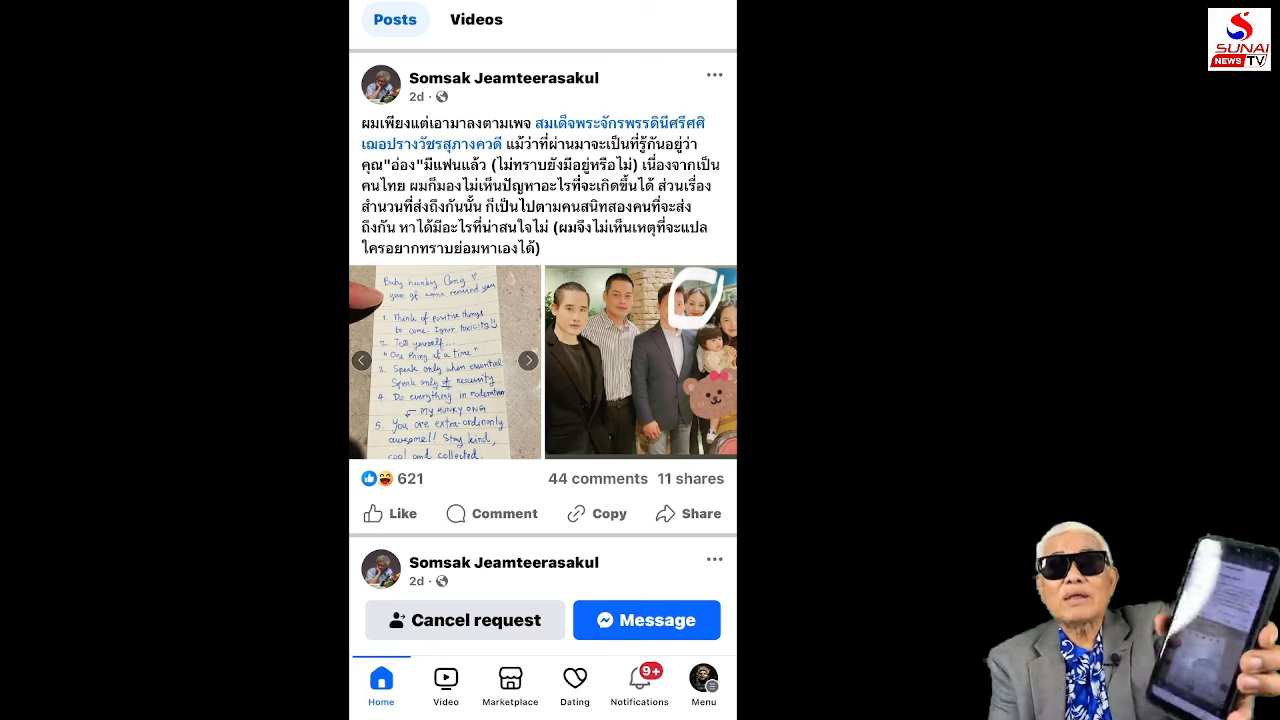 Posts Videos
SUNAI
NEWS TV
Somsak Jeamteerasakul
2d
ผมเพียงแต่เอามาลงตามเพจ สมเด็จพระจักรพรรดินีศรีศศิ
เฌอปรางวัชรสุภางควดี แม้ว่าที่ผ่านมาจะเป็นที่รู้กันอยู่ว่า
คุณ"อ่อง"มีแฟนแล้ว (ไม่ทราบยังมีอยู่หรือไม่) เนื่องจากเป็น
คนไทย ผมก็มองไม่เห็นปัญหาอะไรที่จะเกิดขึ้นได้ ส่วนเรื่อง
สำนวนที่ส่งถึงกันนั้น ก็เป็นไปตามคนสนิทสองคนที่จะส่ง
ถึงกัน หาได้มีอะไรที่น่าสนใจไม่ (ผมจึงไม่เห็นเหตุที่จะแปล
ใครอยากทราบย่อมหาเองได้)
Baby hunky Ong
remind you
1. Think of positive things
to come. Ignor toxicity
2. Tell yourself...
"One thing at a time"
3. Speak only when essential
Speak only of necessity
4. Do everything in moderation
MY HUNKY ONG
5. You are extra-ordinarily
awesome!! Stay kind,
cool and collected.
621 44 comments 11 shares
Like Comment Copy Share
Somsak Jeamteerasakul
2d
Cancel request Message
9+
Home Video Marketplace Dating Notifications Menu